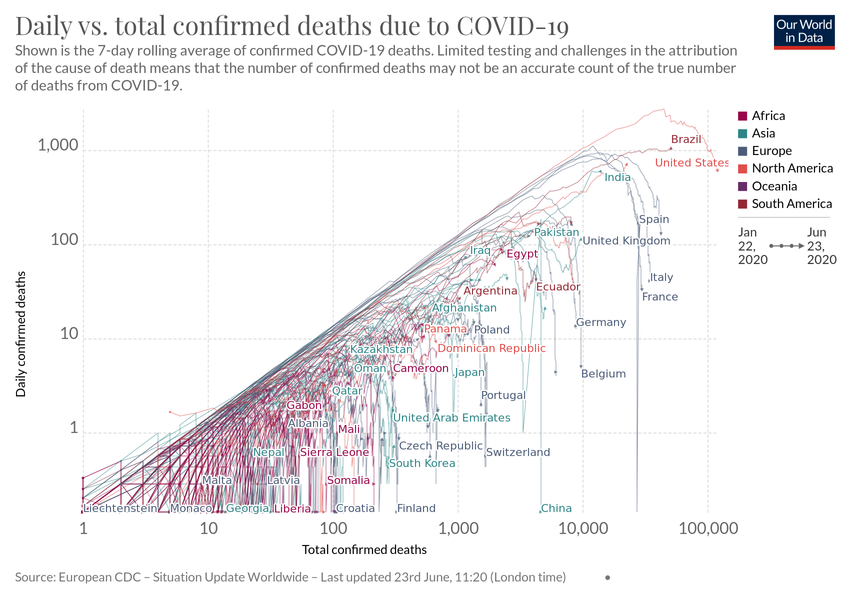 Daily vs. total confirmed deaths due to COVID-19
Our World
in Data
Shown is the 7-day rolling average of confirmed COVID-19 deaths. Limited testing and challenges in the attribution
of the cause of death means that the number of confirmed deaths may not be an accurate count of the true number
of deaths from COVID-19.
Africa
Asia
Europe
North America
Oceania
South America
Jan
22,
2020
Jun
23,
2020
Daily confirmed deaths
1,000
100
10
1
Brazil
United States
India
Spain
Pakistan
United Kingdom
Iraq
Egypt
Italy
Ecuador
Argentina
France
Afghanistan
Germany
Panama
Poland
Kazakhstan
Dominican Republic
Oman
Cameroon
Japan
Belgium
Qatar
Portugal
Gabon
United Arab Emirates
Albania
Mali
Czech Republic
Nepal
Sierra Leone
Switzerland
South Korea
Malta
Latvia
Somalia
Liechtenstein
Monaco
Georgia
Liberia
Croatia
Finland
China
1
10
100
1,000
10,000
100,000
Total confirmed deaths
Source: European CDC – Situation Update Worldwide – Last updated 23rd June, 11:20 (London time)